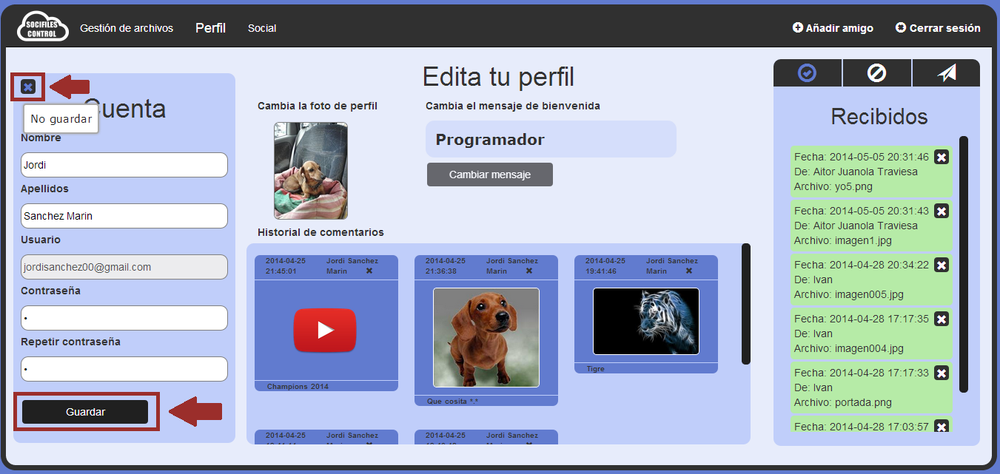 SOCIFILES
CONTROL
Gestión de archivos
Perfil
Social
Añadir amigo
Cerrar sesión
Cuenta
No guardar
Nombre
Jordi
Apellidos
Sanchez Marin
Usuario
jordisanchez00@gmail.com
Contraseña
Repetir contraseña
Guardar
Edita tu perfil
Cambia la foto de perfil
Cambia el mensaje de bienvenida
Programador
Cambiar mensaje
Historial de comentarios
2014-04-25 Jordi Sanchez
21:45:01 Marin
Champions 2014
2014-04-25 Jordi Sanchez
21:36:38 Marin
Que cosita *.*
2014-04-25 Jordi Sanchez
19:41:46 Marin
Tigre
2014-04-25 Jordi Sanchez
2014-04-25 Jordi Sanchez
Recibidos
Fecha: 2014-05-05 20:31:46
De: Aitor Juanola Traviesa
Archivo: yo5.png
Fecha: 2014-05-05 20:31:43
De: Aitor Juanola Traviesa
Archivo: imagen1.jpg
Fecha: 2014-04-28 20:34:22
De: Ivan
Archivo: imagen005.jpg
Fecha: 2014-04-28 17:17:35
De: Ivan
Archivo: imagen004.jpg
Fecha: 2014-04-28 17:17:33
De: Ivan
Archivo: portada.png
Fecha: 2014-04-28 17:03:57